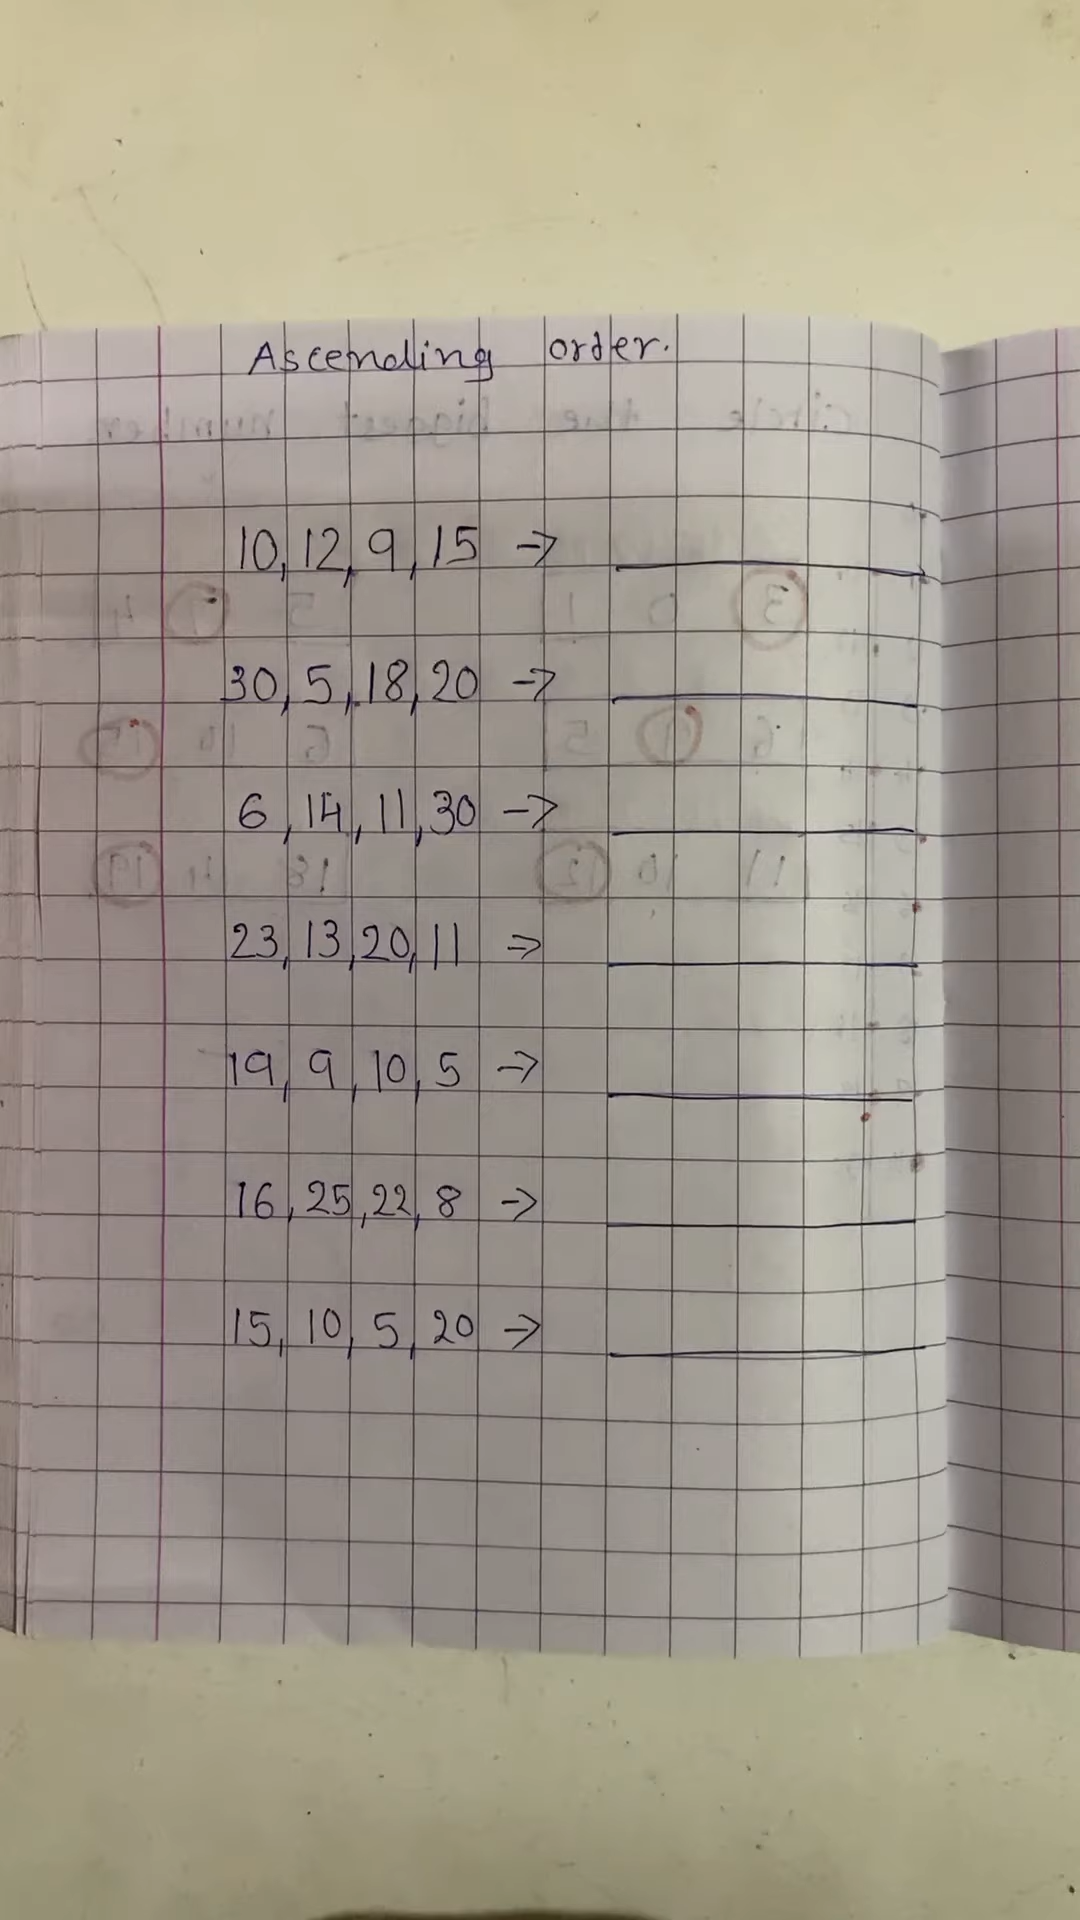 Ascending order.
10, 12, 9, 15 →
30, 5, 18, 20 →
6, 14, 11, 30 →
23, 13, 20, 11 →
19, 9, 10, 5 →
16, 25, 22, 8 →
15, 10, 5, 20 →